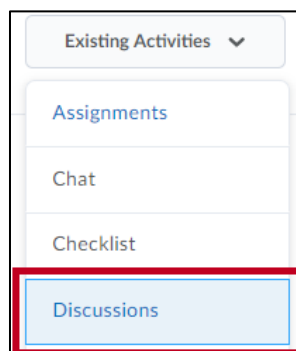 Existing Activities
Assignments
Chat
Checklist
Discussions